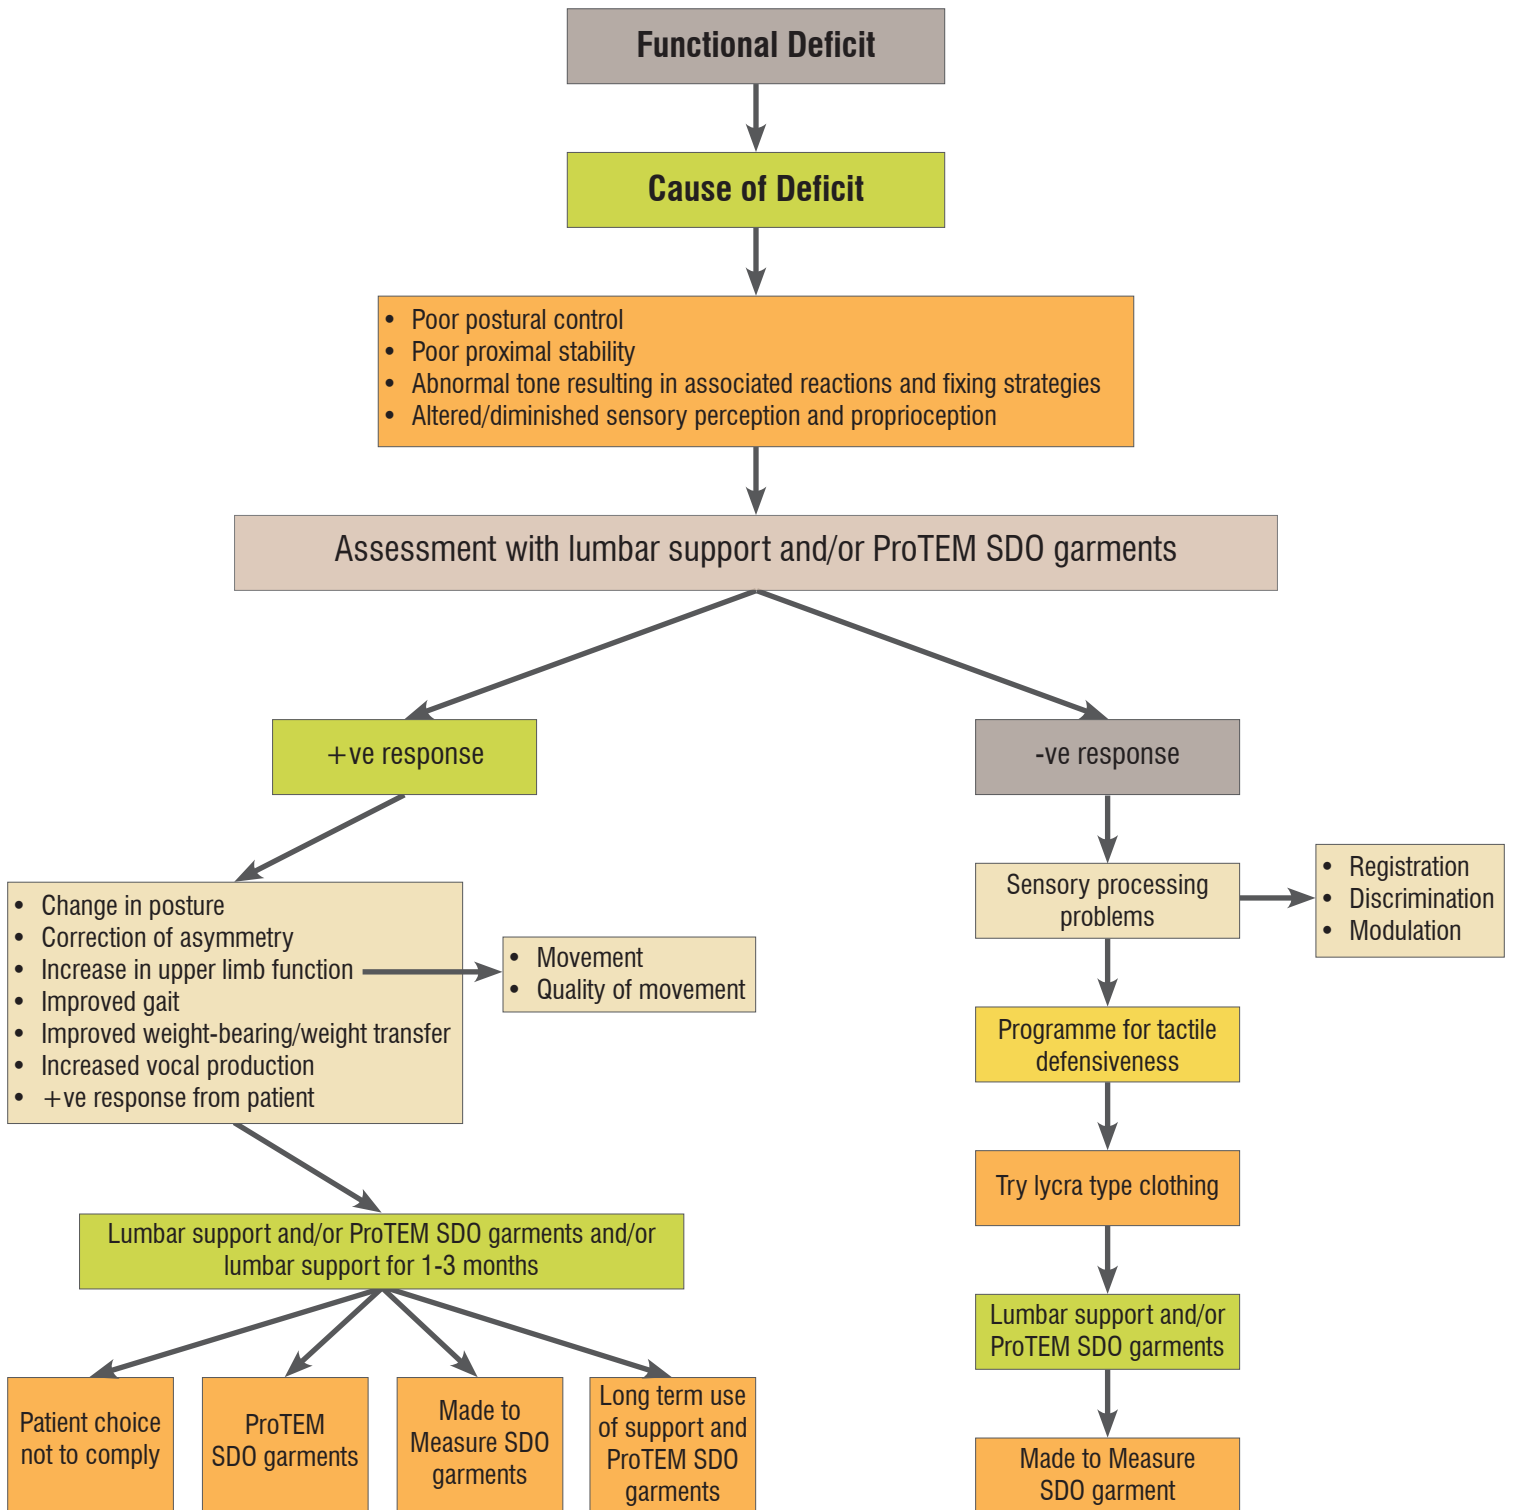 Functional Deficit
Cause of Deficit
• Poor postural control
• Poor proximal stability
• Abnormal tone resulting in associated reactions and fixing strategies
• Altered/diminished sensory perception and proprioception
Assessment with lumbar support and/or ProTEM SDO garments
+ve response
• Change in posture
• Correction of asymmetry
• Increase in upper limb function
• Improved gait
• Improved weight-bearing/weight transfer
• Increased vocal production
• +ve response from patient
• Movement
• Quality of movement
Lumbar support and/or ProTEM SDO garments and/or
lumbar support for 1-3 months
Patient choice
not to comply
ProTEM
SDO garments
Made to
Measure SDO
garments
Long term use
of support and
ProTEM SDO
garments
-ve response
Sensory processing
problems
• Registration
• Discrimination
• Modulation
Programme for tactile
defensiveness
Try lycra type clothing
Lumbar support and/or
ProTEM SDO garments
Made to Measure
SDO garment